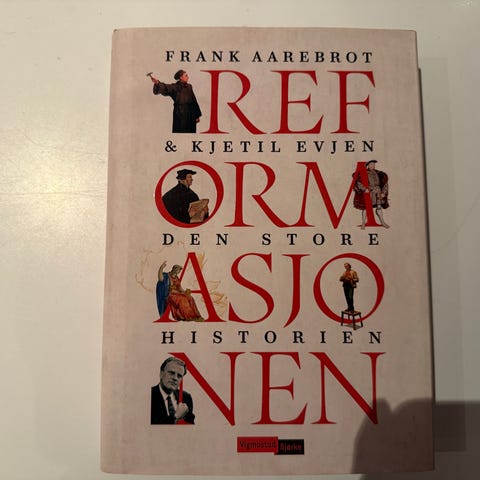 FRANK AAREBROT
REF
& KJETIL EVJEN
ORM
DEN STORE
ASJO
HISTORIEN
NEN
Vigmostad Bjørke